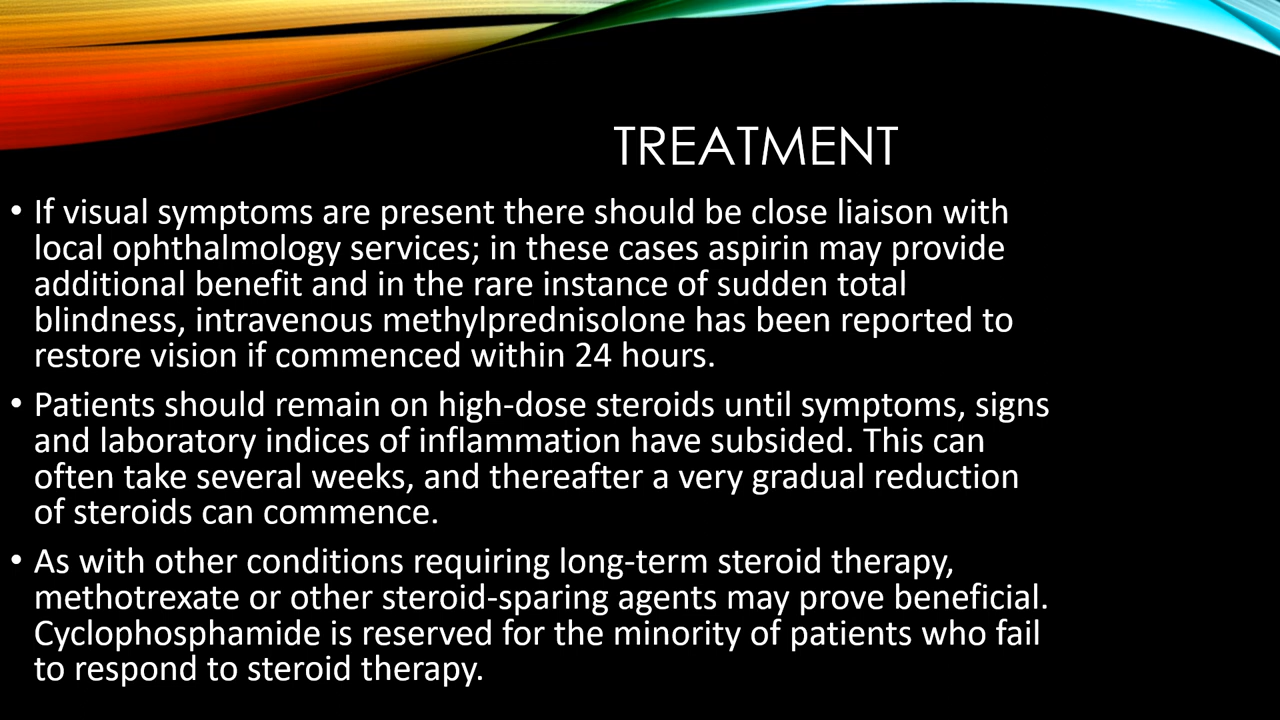 TREATMENT
• If visual symptoms are present there should be close liaison with
local ophthalmology services; in these cases aspirin may provide
additional benefit and in the rare instance of sudden total
blindness, intravenous methylprednisolone has been reported to
restore vision if commenced within 24 hours.
• Patients should remain on high-dose steroids until symptoms, signs
and laboratory indices of inflammation have subsided. This can
often take several weeks, and thereafter a very gradual reduction
of steroids can commence.
• As with other conditions requiring long-term steroid therapy,
methotrexate or other steroid-sparing agents may prove beneficial.
Cyclophosphamide is reserved for the minority of patients who fail
to respond to steroid therapy.